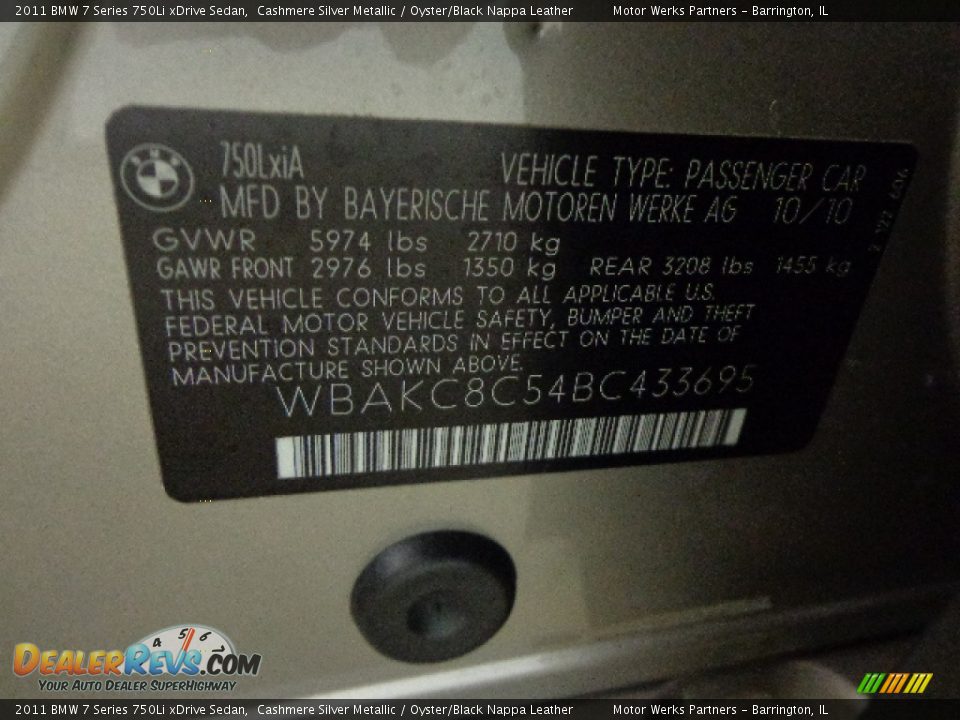 2011 BMW 7 Series 750Li xDrive Sedan, Cashmere Silver Metallic / Oyster/Black Nappa Leather Motor Werks Partners - Barrington, IL
BMW
750LxiA VEHICLE TYPE: PASSENGER CAR
MFD BY BAYERISCHE MOTOREN WERKE AG 10/10
GVWR 5974 lbs 2710 kg
GAWR FRONT 2976 lbs 1350 kg REAR 3208 lbs 1455 kg
THIS VEHICLE CONFORMS TO ALL APPLICABLE U.S.
FEDERAL MOTOR VEHICLE SAFETY, BUMPER AND THEFT
PREVENTION STANDARDS IN EFFECT ON THE DATE OF
MANUFACTURE SHOWN ABOVE.
WBAKC8C54BC433695
4 5 6 7
DEALERREVS.COM
YOUR AUTO DEALER SUPERHIGHWAY
2011 BMW 7 Series 750Li xDrive Sedan, Cashmere Silver Metallic / Oyster/Black Nappa Leather Motor Werks Partners - Barrington, IL